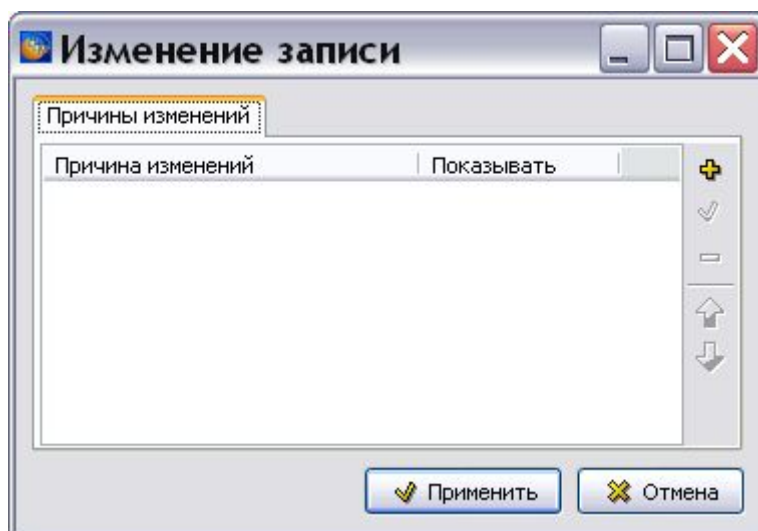 Изменение записи
Причины изменений
Причина изменений Показывать
Применить Отмена